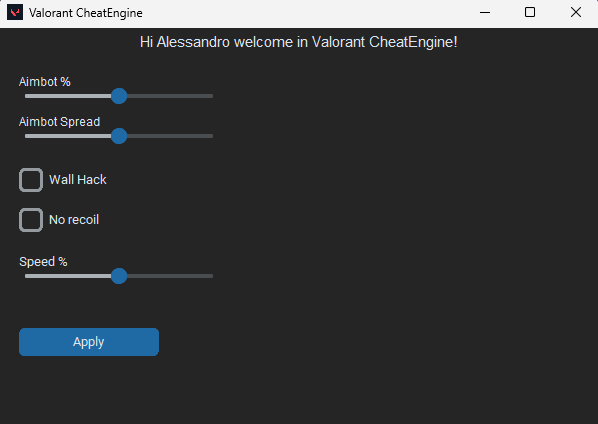 Valorant CheatEngine
Hi Alessandro welcome in Valorant CheatEngine!
Aimbot %
Aimbot Spread
Wall Hack
No recoil
Speed %
Apply